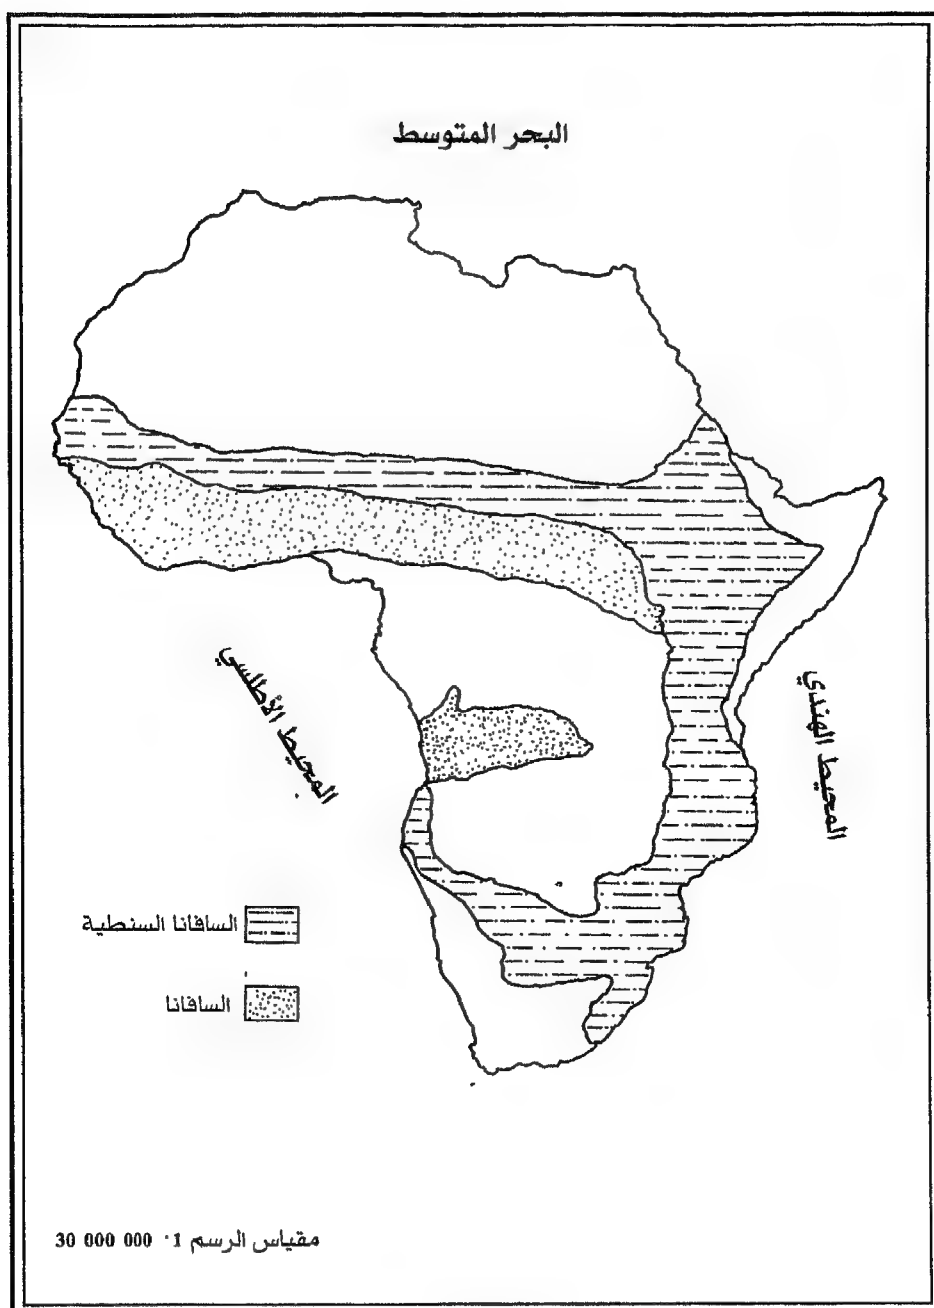 البحر المتوسط
المحيط الأطلسي
المحيط الهندي
السافانا السنطية
السافانا
مقياس الرسم 1: 30 000 000